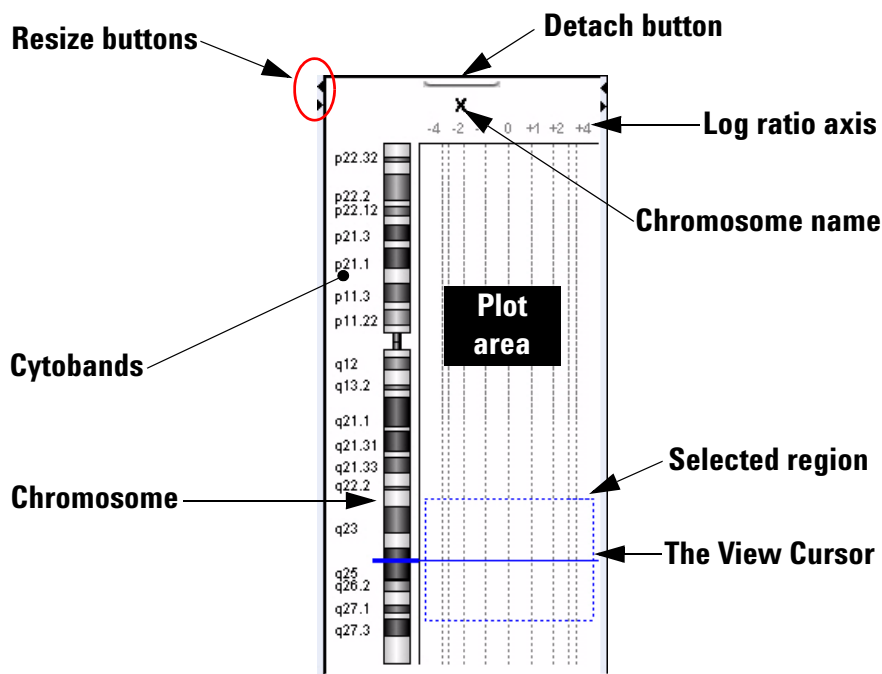 Resize buttons
Detach button
X
-4 -2 0 +1 +2 +4
Log ratio axis
Chromosome name
p22.32
p22.2
p22.12
p21.3
p21.1
p11.3
p11.22
Plot
area
Cytobands
q12
q13.2
q21.1
q21.31
q21.33
q22.2
Selected region
Chromosome
q23
The View Cursor
q25
q26.2
q27.1
q27.3